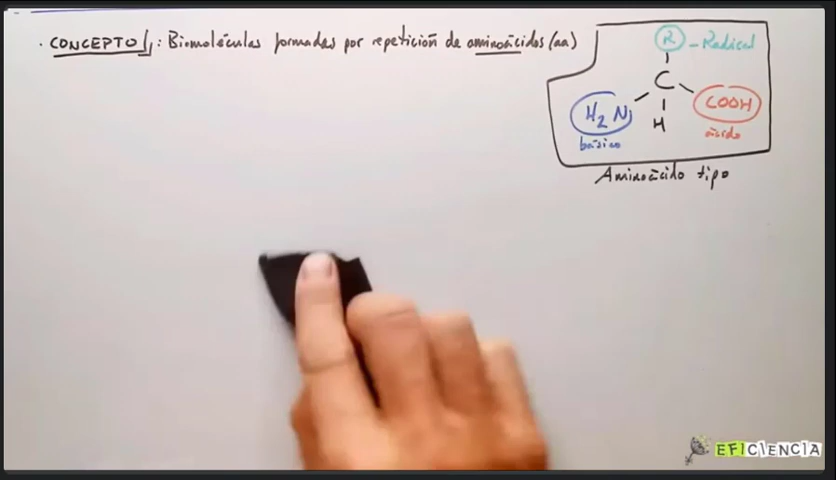 · CONCEPTO: Biomoléculas formadas por repetición de aminoácidos (aa)
R - Radical
C
H₂N
COOH
H
básico
ácido
Aminoácido tipo
EFICIENCIA